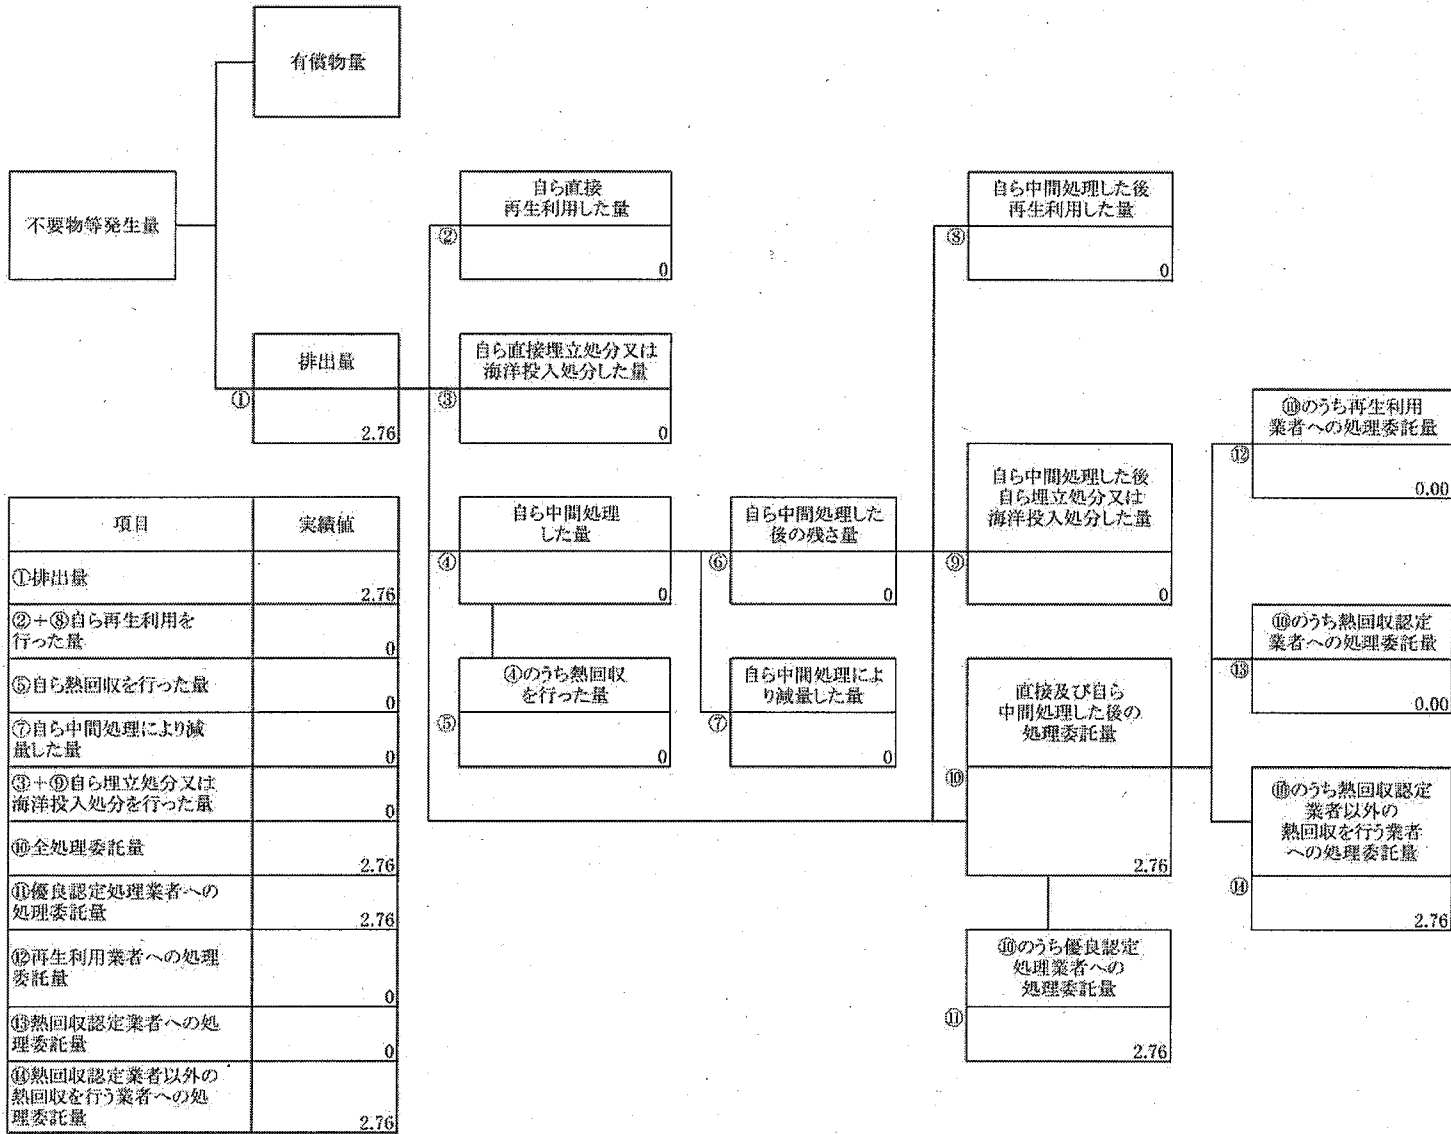 有償物量
不要物等発生量
自ら直接
再生利用した量
②
0
自ら中間処理した後
再生利用した量
⑧
0
排出量
①
2.76
自ら直接埋立処分又は
海洋投入処分した量
③
0
⑩のうち再生利用
業者への処理委託量
⑫
0.00
自ら中間処理
した量
④
0
自ら中間処理した
後の残さ量
⑥
0
自ら中間処理した後
自ら埋立処分又は
海洋投入処分した量
⑨
0
⑩のうち熱回収認定
業者への処理委託量
⑬
0.00
④のうち熱回収
を行った量
⑤
0
自ら中間処理によ
り減量した量
⑦
0
直接及び自ら
中間処理した後の
処理委託量
⑩
2.76
⑩のうち熱回収認定
業者以外の
熱回収を行う業者
への処理委託量
⑭
2.76
⑩のうち優良認定
処理業者への
処理委託量
⑪
2.76
項目 実績値
①排出量
2.76
②+⑧自ら再生利用を
行った量
0
⑤自ら熱回収を行った量
0
⑦自ら中間処理により減
量した量
0
③+⑨自ら埋立処分又は
海洋投入処分を行った量
0
⑩全処理委託量
2.76
⑪優良認定処理業者への
処理委託量
2.76
⑫再生利用業者への処理
委託量
0
⑬熱回収認定業者への処
理委託量
0
⑭熱回収認定業者以外の
熱回収を行う業者への処
理委託量
2.76